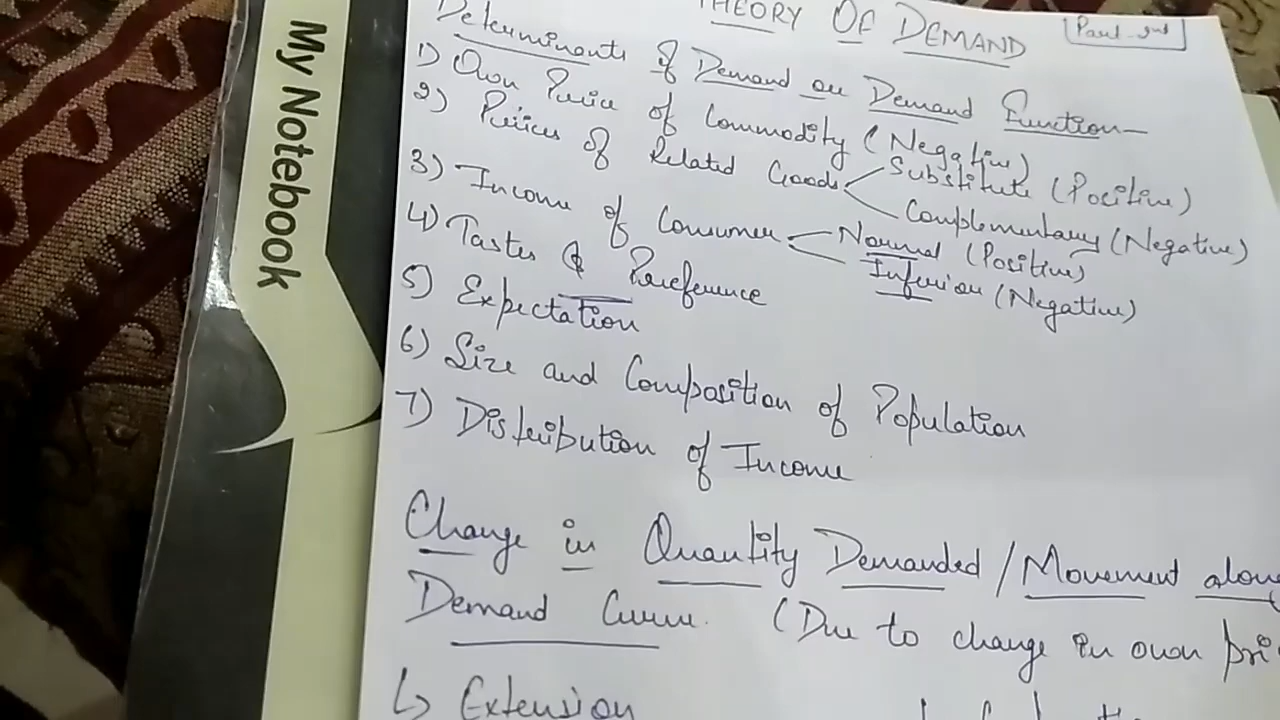 My Notebook
THEORY OF DEMAND
Determinants of Demand or Demand Function-
1) Own Price of Commodity (Negative)
2) Prices of Related Goods Substitute (Positive)
Complementary (Negative)
3) Income of Consumer Normal (Positive)
Inferior (Negative)
4) Tastes & Preference
5) Expectation
6) Size and Composition of Population
7) Distribution of Income
Change in Quantity Demanded / Movement along
Demand Curve. (Due to change in own pri
Extension